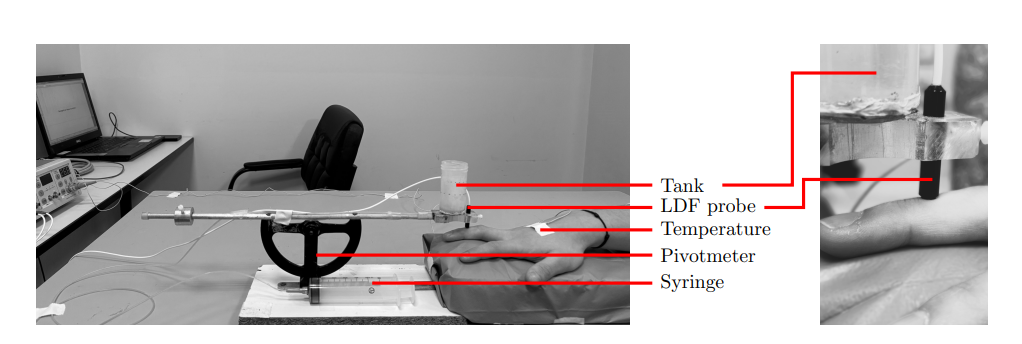 Tank
LDF probe
Temperature
Pivotmeter
Syringe